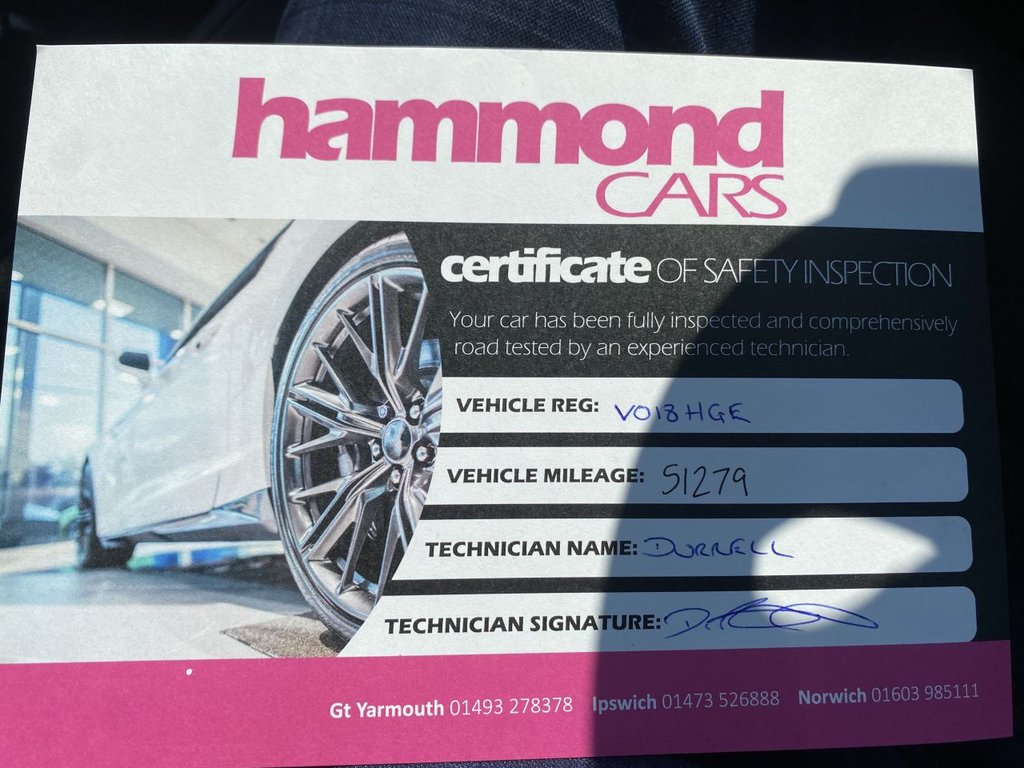 hammond
CARS
certificate OF SAFETY INSPECTION
Your car has been fully inspected and comprehensively
road tested by an experienced technician.
VEHICLE REG: VO18HGE
VEHICLE MILEAGE: 51279
TECHNICIAN NAME: DURRELL
TECHNICIAN SIGNATURE:
Gt Yarmouth 01493 278378 Ipswich 01473 526888 Norwich 01603 985111